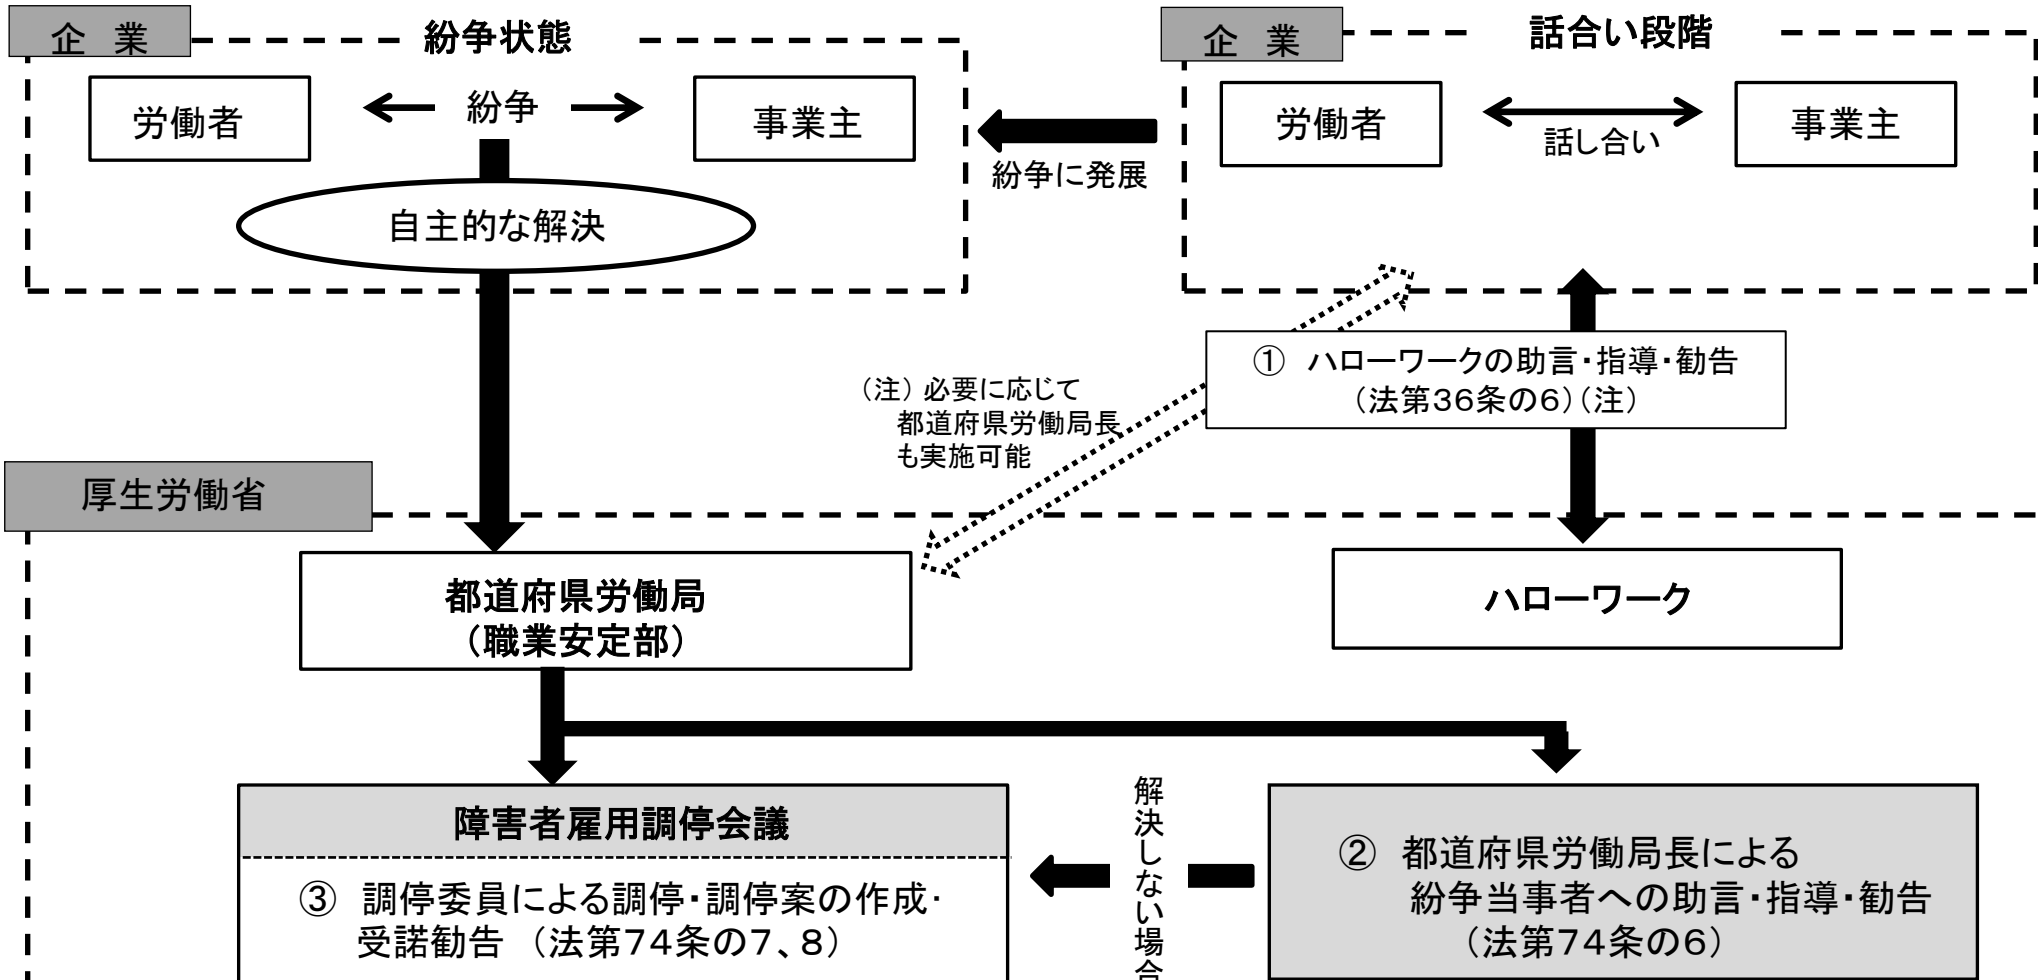 企 業
紛争状態
労働者
紛争
事業主
自主的な解決
紛争に発展
企 業
話合い段階
労働者
話し合い
事業主
① ハローワークの助言・指導・勧告
(法第36条の6)(注)
(注) 必要に応じて
都道府県労働局長
も実施可能
厚生労働省
都道府県労働局
(職業安定部)
ハローワーク
障害者雇用調停会議
③ 調停委員による調停・調停案の作成・
受諾勧告 (法第74条の7、8)
解決しない場合
② 都道府県労働局長による
紛争当事者への助言・指導・勧告
(法第74条の6)